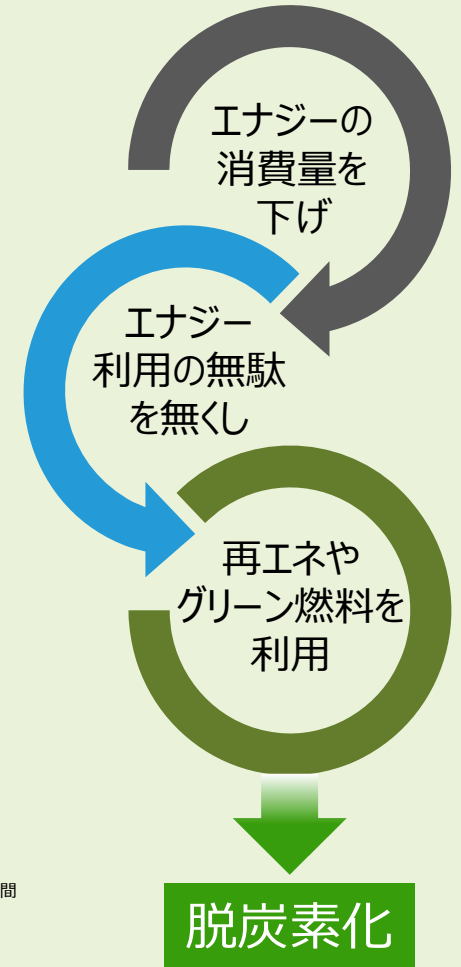 エナジーの
消費量を
下げ
エナジー
利用の無駄
を無くし
再エネや
グリーン燃料を
利用
間
脱炭素化